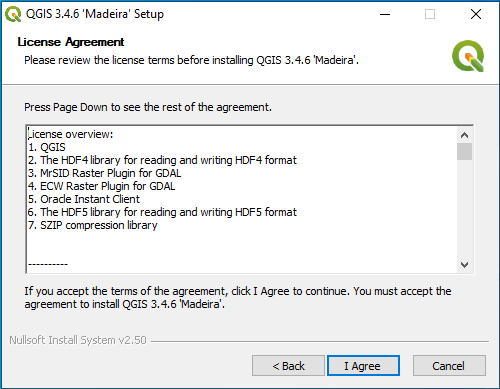 QGIS 3.4.6 'Madeira' Setup
License Agreement
Please review the license terms before installing QGIS 3.4.6 'Madeira'.
Press Page Down to see the rest of the agreement.
License overview:
1. QGIS
2. The HDF4 library for reading and writing HDF4 format
3. MrSID Raster Plugin for GDAL
4. ECW Raster Plugin for GDAL
5. Oracle Instant Client
6. The HDF5 library for reading and writing HDF5 format
7. SZIP compression library
----------
If you accept the terms of the agreement, click I Agree to continue. You must accept the
agreement to install QGIS 3.4.6 'Madeira'.
Nullsoft Install System v2.50
< Back I Agree Cancel